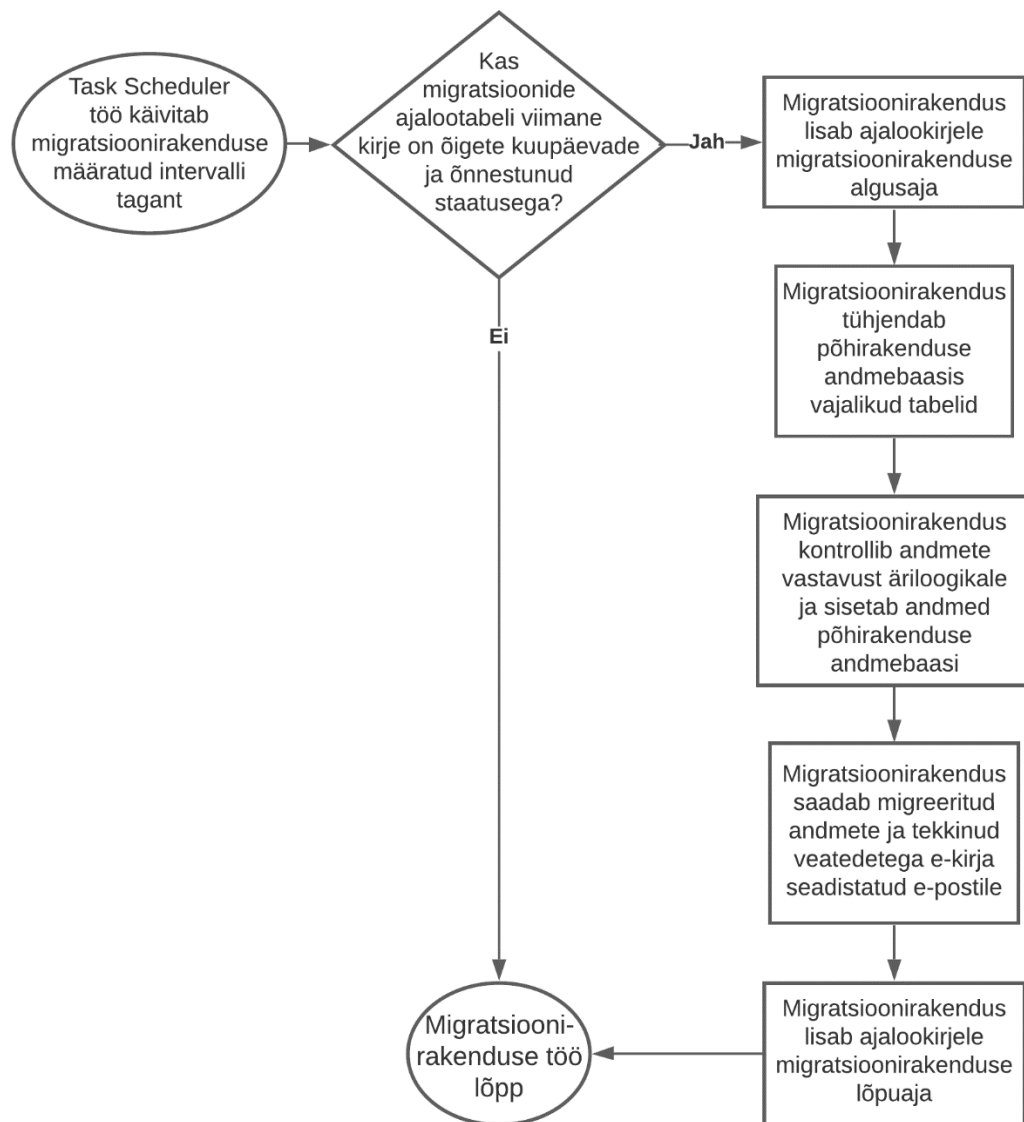 Task Scheduler
töö käivitab
migratsioonirakenduse
määratud intervalli
tagant
Kas
migratsioonide
ajalootabeli viimane
kirje on õigete kuupäevade
ja õnnestunud
staatusega?
Jah
Migratsioonirakendus
lisab ajalookirjele
migratsioonirakenduse
algusaja
Migratsioonirakendus
tühjendab
põhirakenduse
andmebaasis
vajalikud tabelid
Ei
Migratsioonirakendus
kontrollib andmete
vastavust äriloogikale
ja sisetab andmed
põhirakenduse
andmebaasi
Migratsioonirakendus
saadab migreeritud
andmete ja tekkinud
veatedetega e-kirja
seadistatud e-postile
Migratsioonirakendus
lisab ajalookirjele
migratsioonirakenduse
lõpuaja
Migratsiooni-
rakenduse töö
lõpp